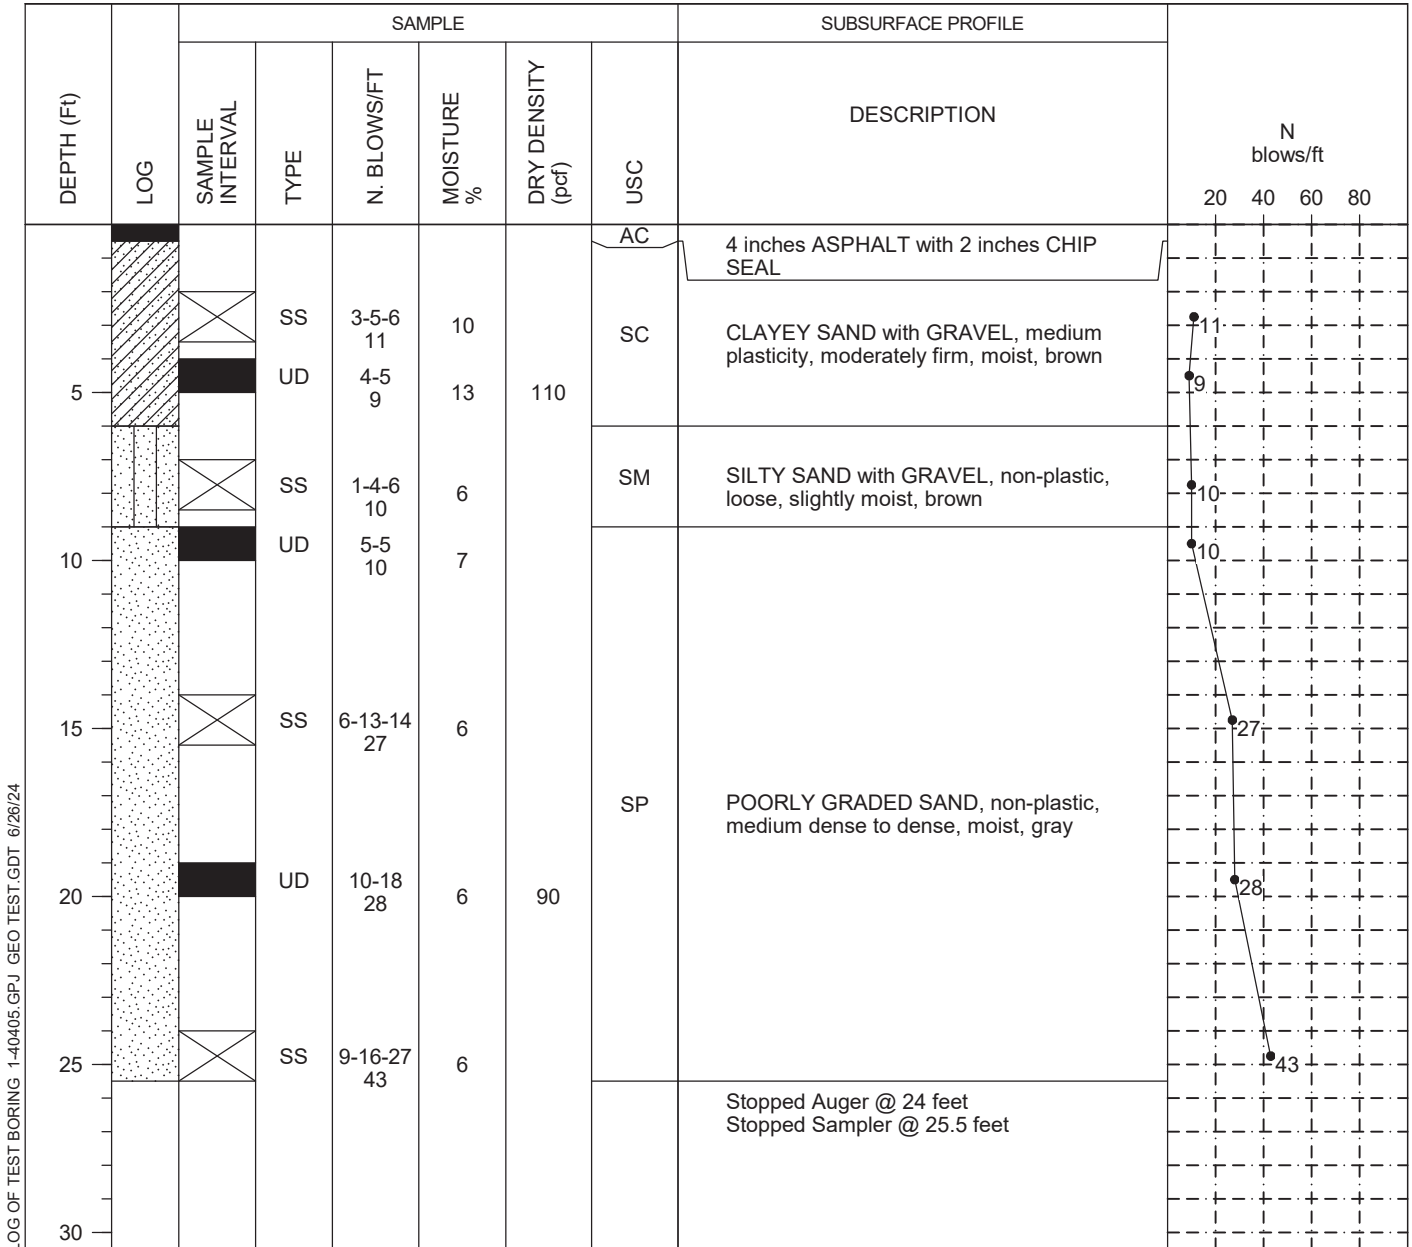 SAMPLE
SUBSURFACE PROFILE
DEPTH (Ft)
LOG
SAMPLE
INTERVAL
TYPE
N. BLOWS/FT
MOISTURE
%
DRY DENSITY
(pcf)
USC
DESCRIPTION
N
blows/ft
20 40 60 80
AC
4 inches ASPHALT with 2 inches CHIP
SEAL
SS 3-5-6
11
10
SC
CLAYEY SAND with GRAVEL, medium
plasticity, moderately firm, moist, brown
11
5
UD 4-5
9
13
110
9
SS 1-4-6
10
6
SM
SILTY SAND with GRAVEL, non-plastic,
loose, slightly moist, brown
10
10
UD 5-5
10
7
10
15
SS 6-13-14
27
6
27
SP
POORLY GRADED SAND, non-plastic,
medium dense to dense, moist, gray
20
UD 10-18
28
6
90
28
25
SS 9-16-27
43
6
43
Stopped Auger @ 24 feet
Stopped Sampler @ 25.5 feet
30
LOG OF TEST BORING 1-40405.GPJ GEO TEST.GDT 6/26/24